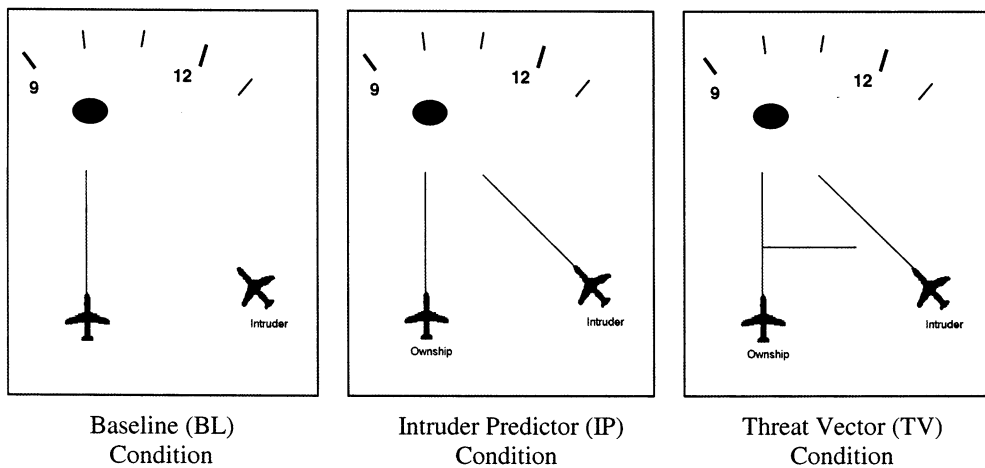 9
12
Intruder
Baseline (BL)
Condition
9
12
Ownship
Intruder
Intruder Predictor (IP)
Condition
9
12
Ownship
Intruder
Threat Vector (TV)
Condition